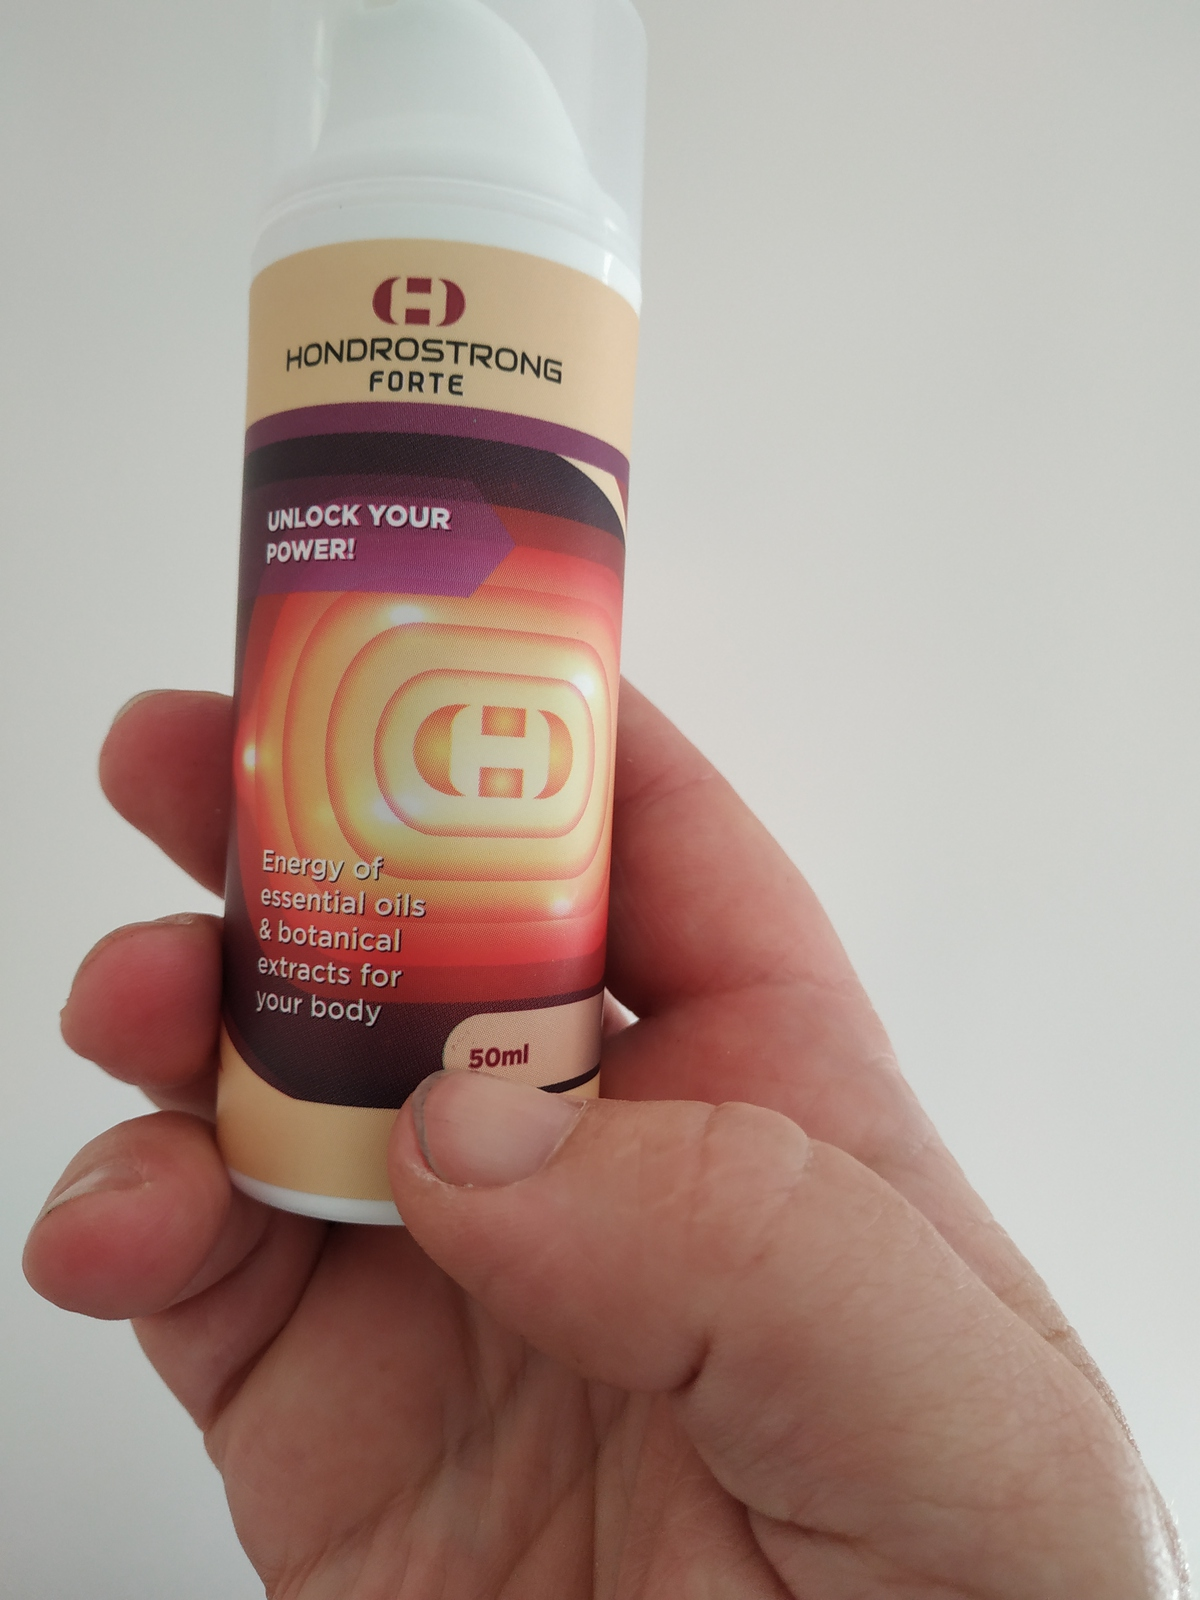 HONDROSTRONG
FORTE
UNLOCK YOUR
POWER!
H
Energy of
essential oils
& botanical
extracts for
your body
50ml